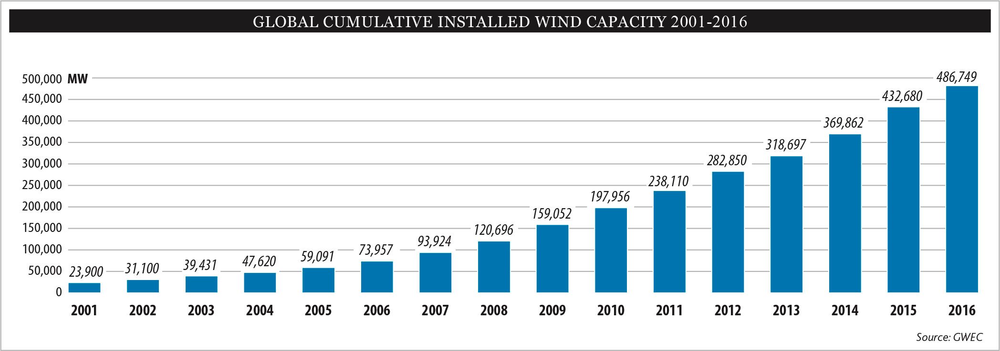 GLOBAL CUMULATIVE INSTALLED WIND CAPACITY 2001-2016
500,000 MW
450,000
400,000
350,000
300,000
250,000
200,000
150,000
100,000
50,000
0
23,900 31,100 39,431 47,620 59,091 73,957 93,924 120,696 159,052 197,956 238,110 282,850 318,697 369,862 432,680 486,749
2001 2002 2003 2004 2005 2006 2007 2008 2009 2010 2011 2012 2013 2014 2015 2016
Source: GWEC